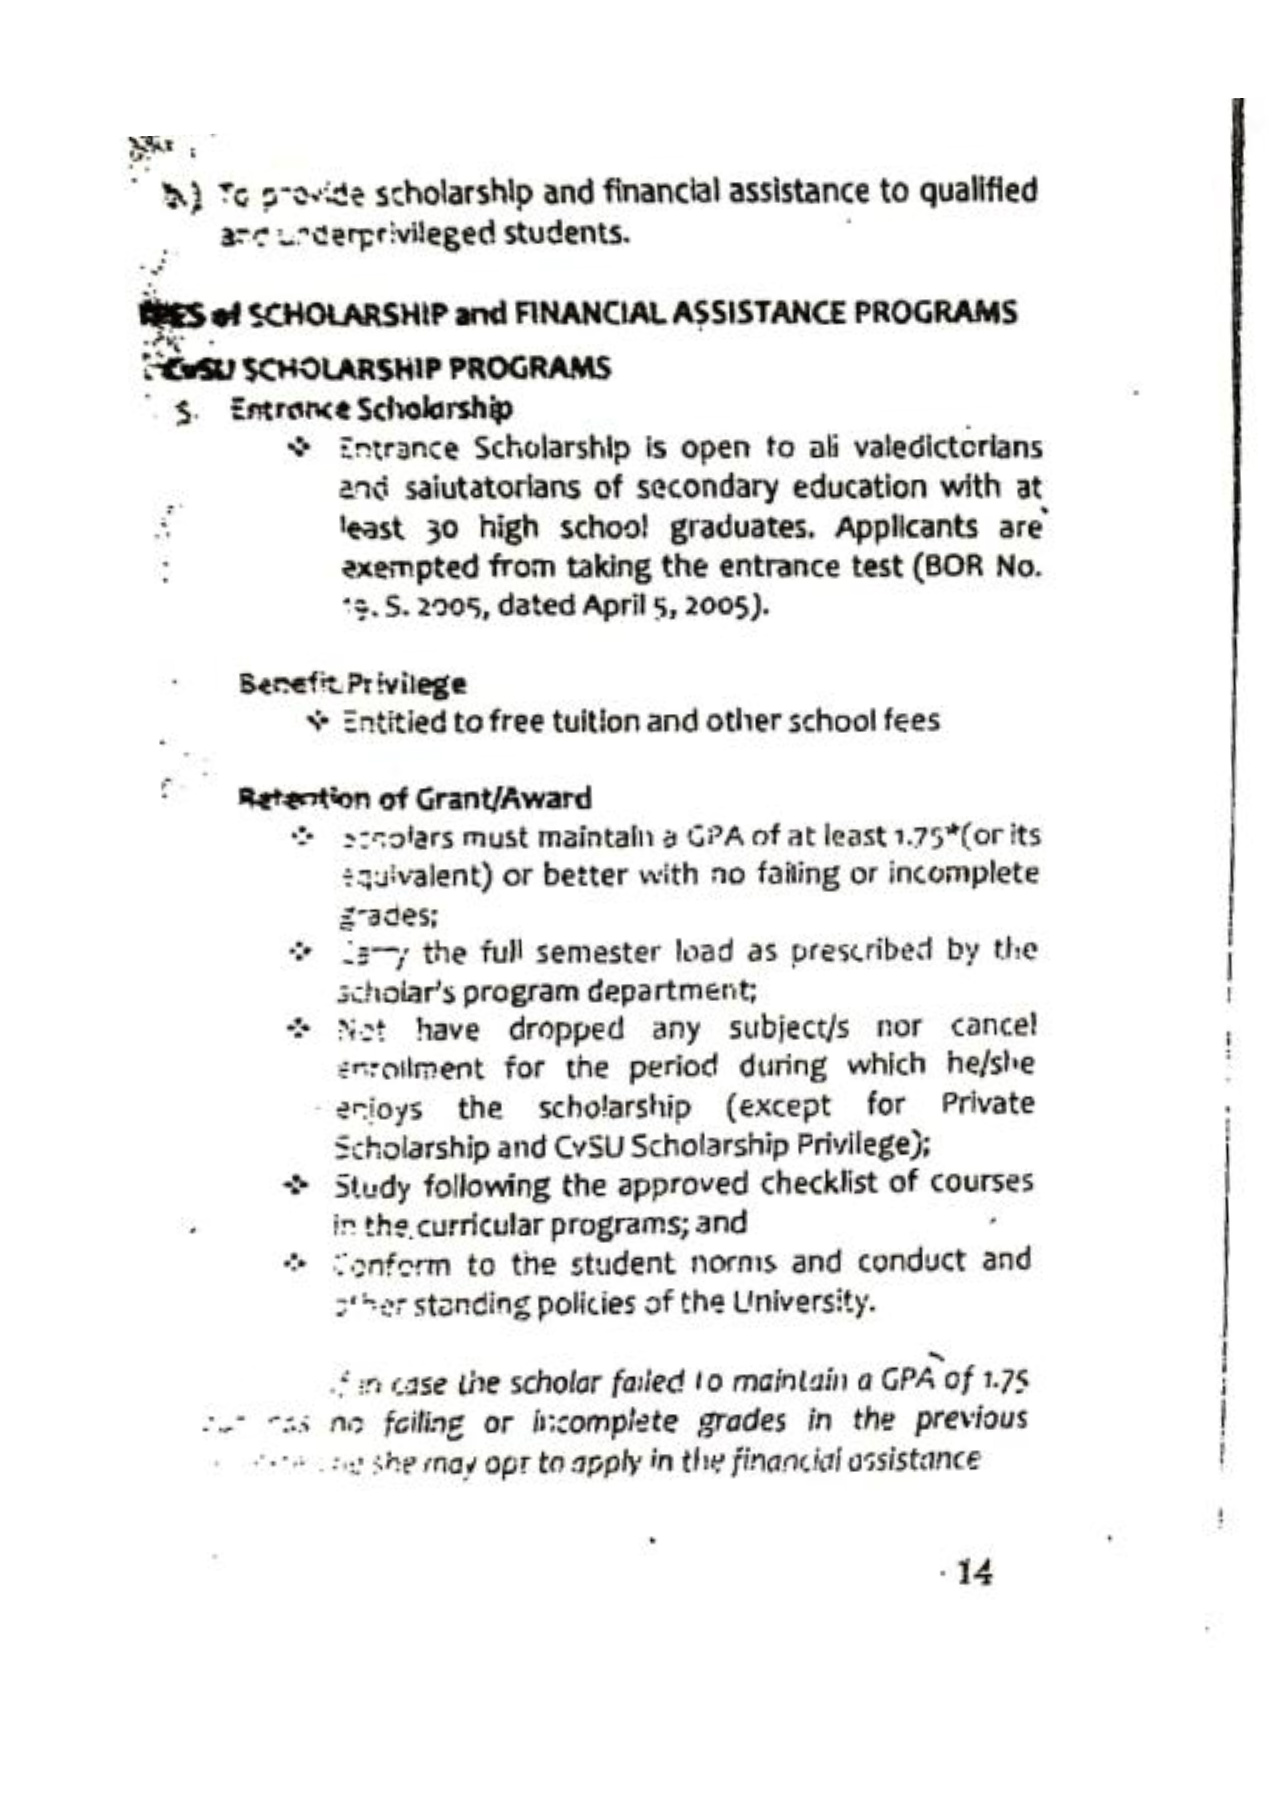 To provide scholarship and financial assistance to qualified
and underprivileged students.
of SCHOLARSHIP and FINANCIAL ASSISTANCE PROGRAMS
CvSU SCHOLARSHIP PROGRAMS
Entrance Scholarship
❖ Entrance Scholarship is open to all valedictorians
and salutatorians of secondary education with at
least 30 high school graduates. Applicants are
exempted from taking the entrance test (BOR No.
S. 2005, dated April 5, 2005).
Benefit Privilege
❖ Entitled to free tuition and other school fees
Retention of Grant/Award
❖ Scholars must maintain a GPA of at least 1.75*(or its
equivalent) or better with no failing or incomplete
grades;
❖ Carry the full semester load as prescribed by the
scholar's program department;
❖ Not have dropped any subject/s nor cancel
enrollment for the period during which he/she
enjoys the scholarship (except for Private
Scholarship and CvSU Scholarship Privilege);
❖ Study following the approved checklist of courses
in the curricular programs; and
❖ Conform to the student norms and conduct and
other standing policies of the University.
If in case the scholar failed to maintain a GPA of 1.75
no failing or incomplete grades in the previous
she may opt to apply in the financial assistance
14